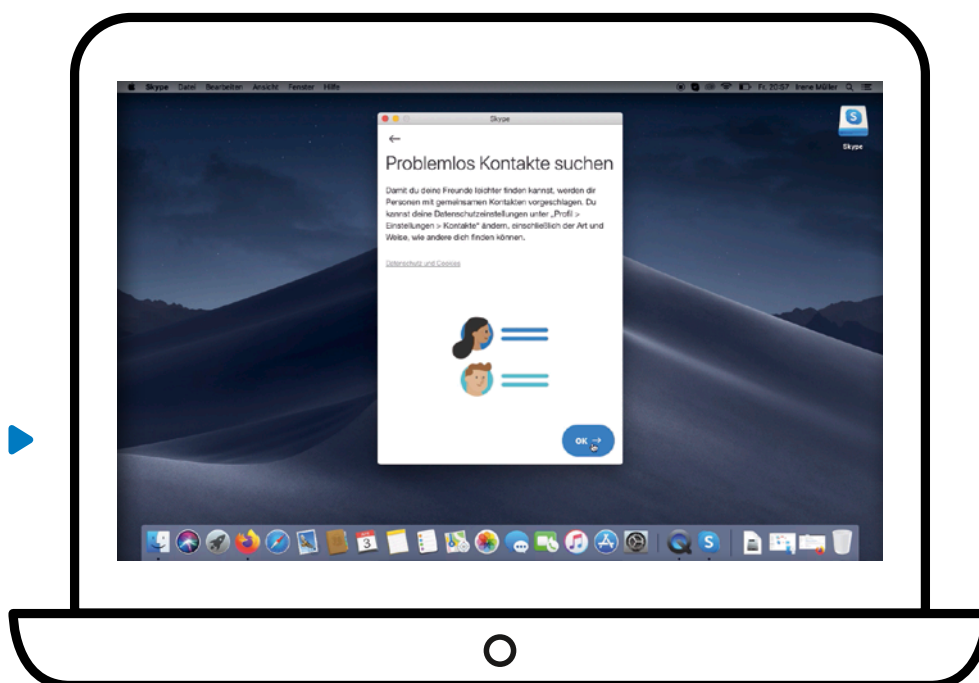 Skype Datei Bearbeiten Ansicht Fenster Hilfe Fr. 20:57 Irene Müller
Skype
S
Skype
Problemlos Kontakte suchen
Damit du deine Freunde leichter finden kannst, werden dir
Personen mit gemeinsamen Kontakten vorgeschlagen. Du
kannst deine Datenschutzeinstellungen unter „Profil >
Einstellungen > Kontakte“ ändern, einschließlich der Art und
Weise, wie andere dich finden können.
Datenschutz und Cookies
OK
3
S